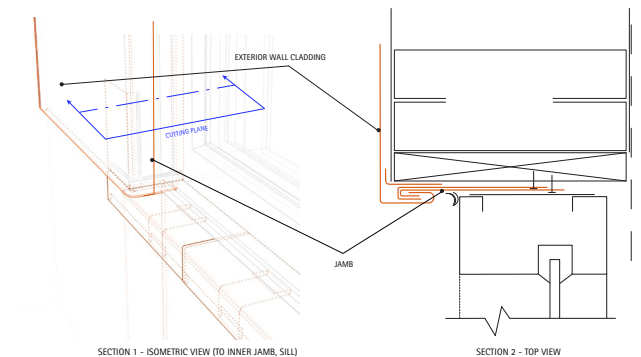 EXTERIOR WALL CLADDING
CUTTING PLANE
JAMB
SECTION 1 - ISOMETRIC VIEW (TO INNER JAMB, SILL)
SECTION 2 - TOP VIEW